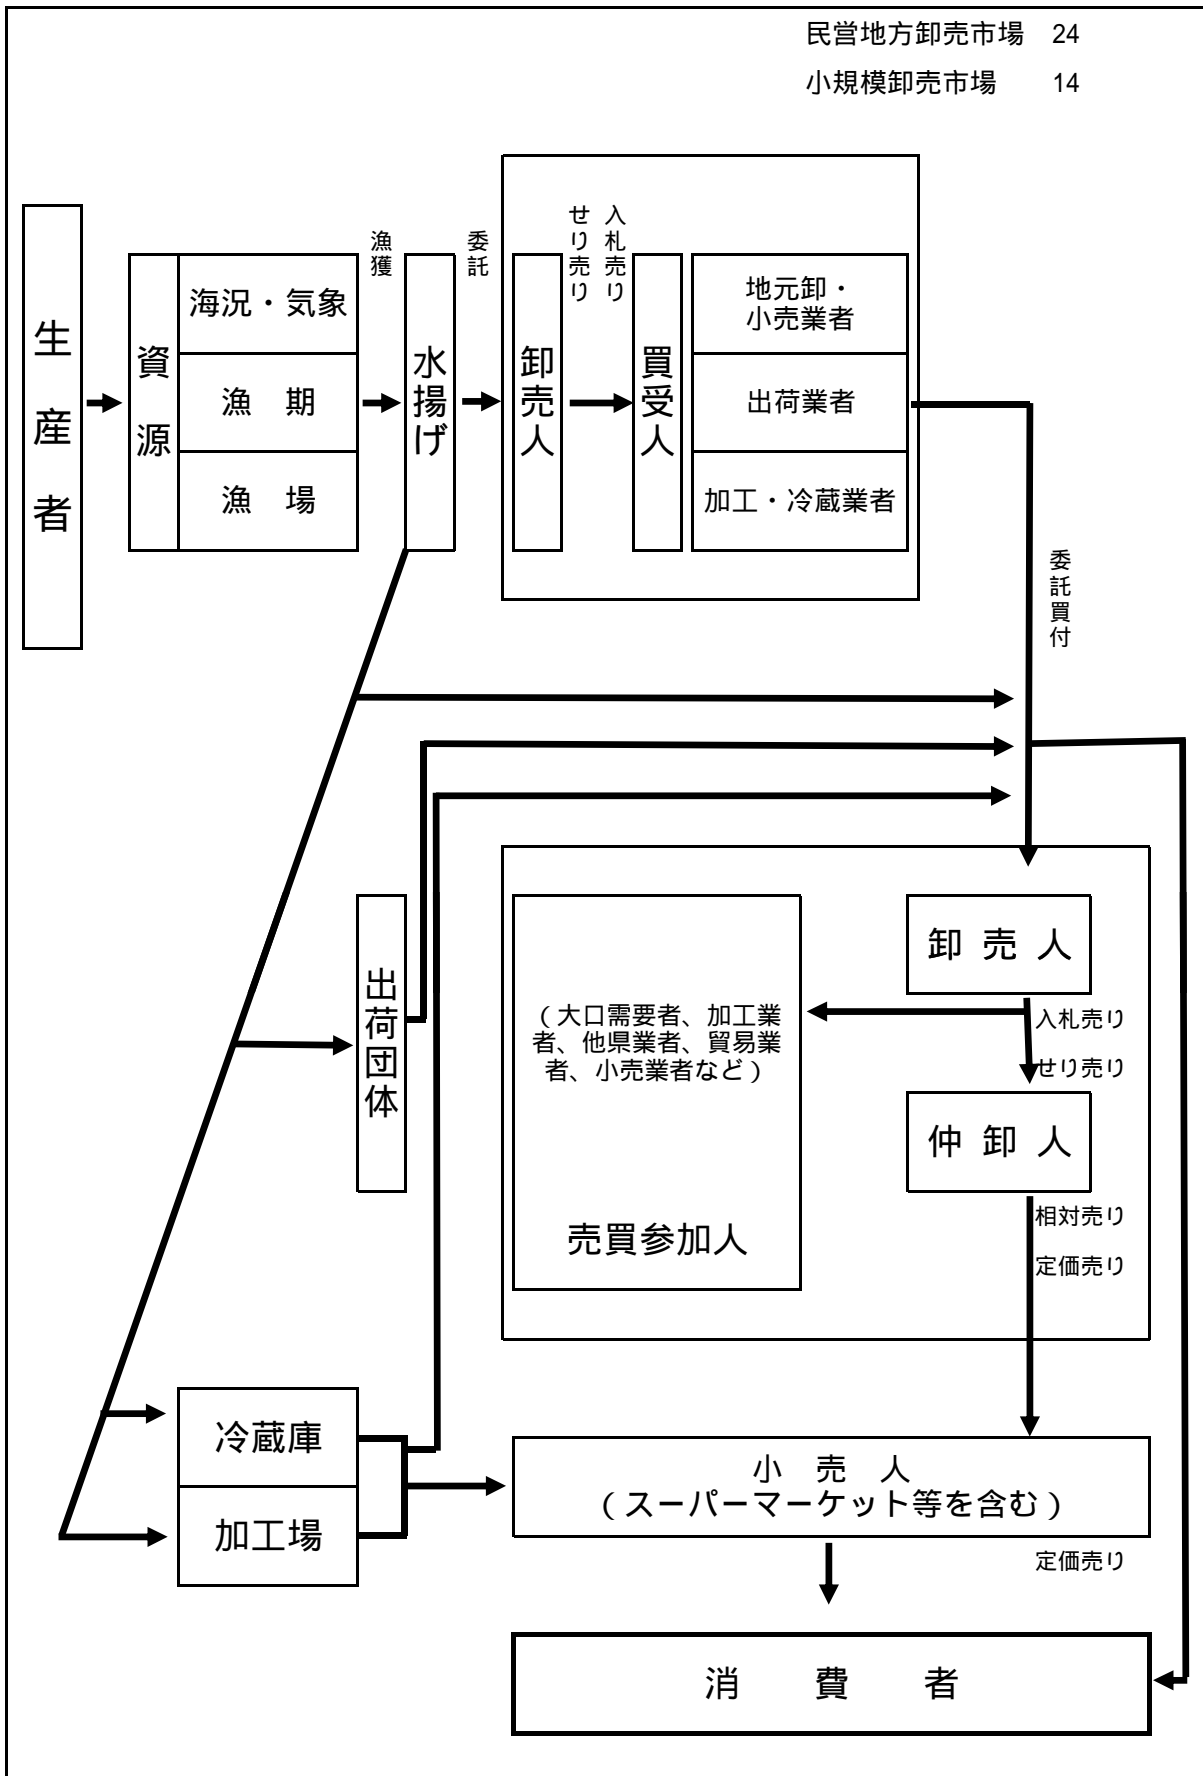 民営地方卸売市場　24
小規模卸売市場　14
生産者
資源
海況・気象
漁　期
漁　場
漁獲
水揚げ
委託
卸売人
せり売り
入札売り
買受人
地元卸・
小売業者
出荷業者
加工・冷蔵業者
委託買付
出荷団体
（大口需要者、加工業
者、他県業者、貿易業
者、小売業者など）
売買参加人
卸 売 人
入札売り
せり売り
仲 卸 人
相対売り
定価売り
冷蔵庫
加工場
小　売　人
（スーパーマーケット等を含む）
定価売り
消　費　者